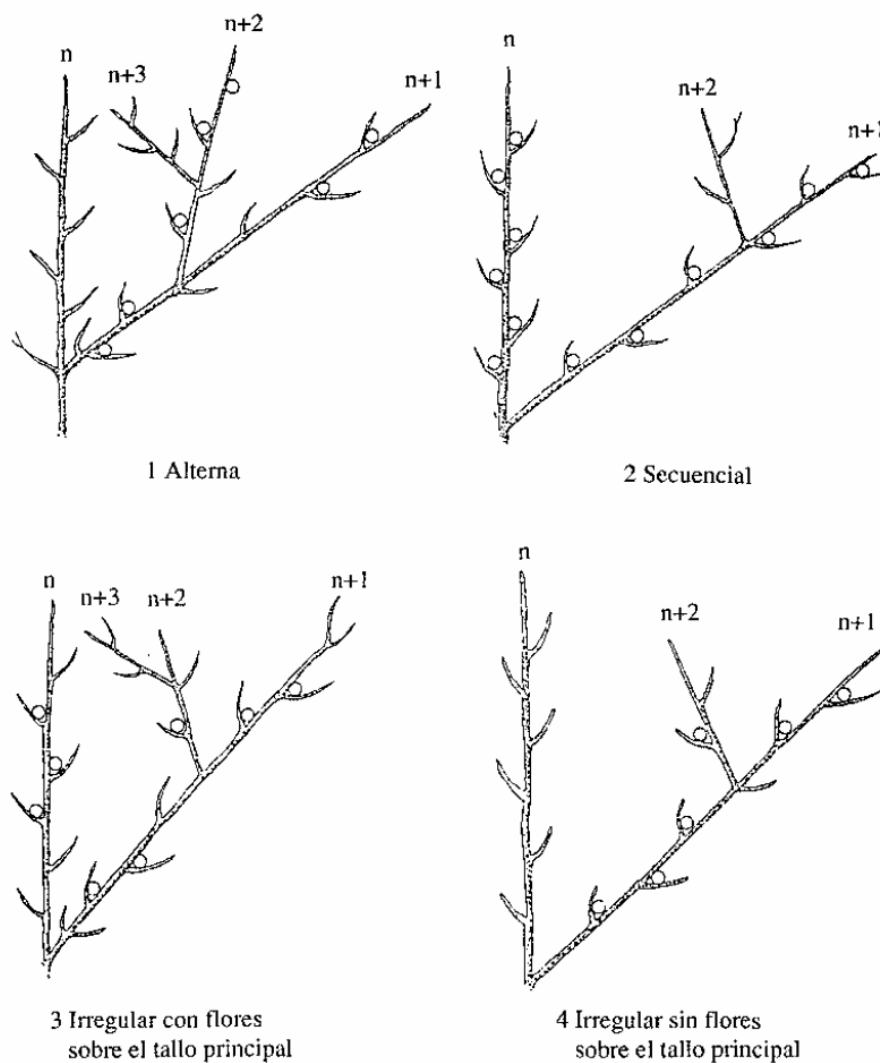 n
n+3
n+2
n+1
1 Alterna
n
n+2
n+1
2 Secuencial
n
n+3
n+2
n+1
3 Irregular con flores
sobre el tallo principal
n
n+2
n+1
4 Irregular sin flores
sobre el tallo principal